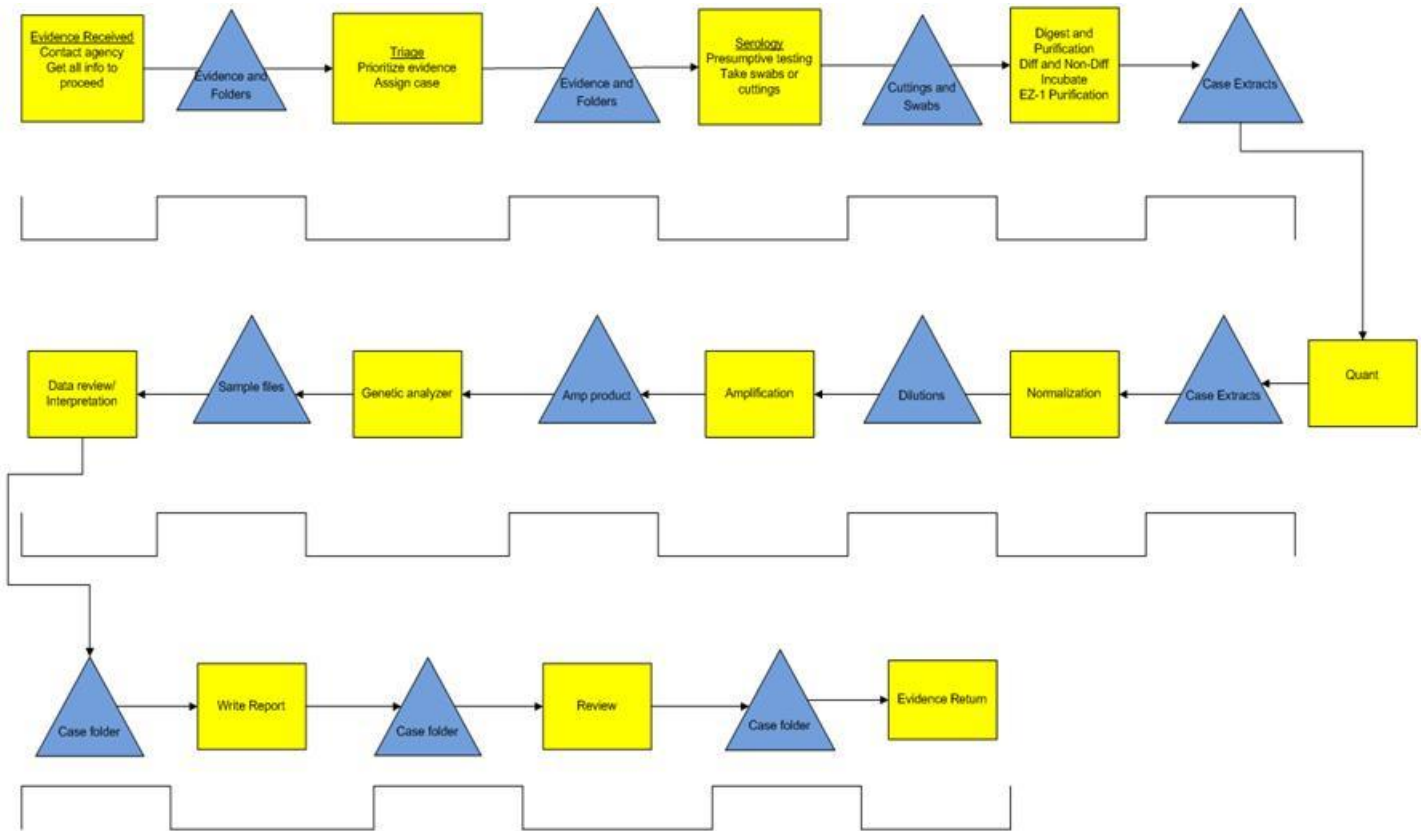 Evidence Received
Contact agency
Get all info to
proceed
Evidence and
Folders
Triage
Prioritize evidence
Assign case
Evidence and
Folders
Serology
Presumptive testing
Take swabs or
cuttings
Cuttings and
Swabs
Digest and
Purification
Diff and Non-Diff
Incubate
EZ-1 Purification
Case Extracts
Quant
Case Extracts
Normalization
Dilutions
Amplification
Amp product
Genetic analyzer
Sample files
Data review/
Interpretation
Case folder
Write Report
Case folder
Review
Case folder
Evidence Return